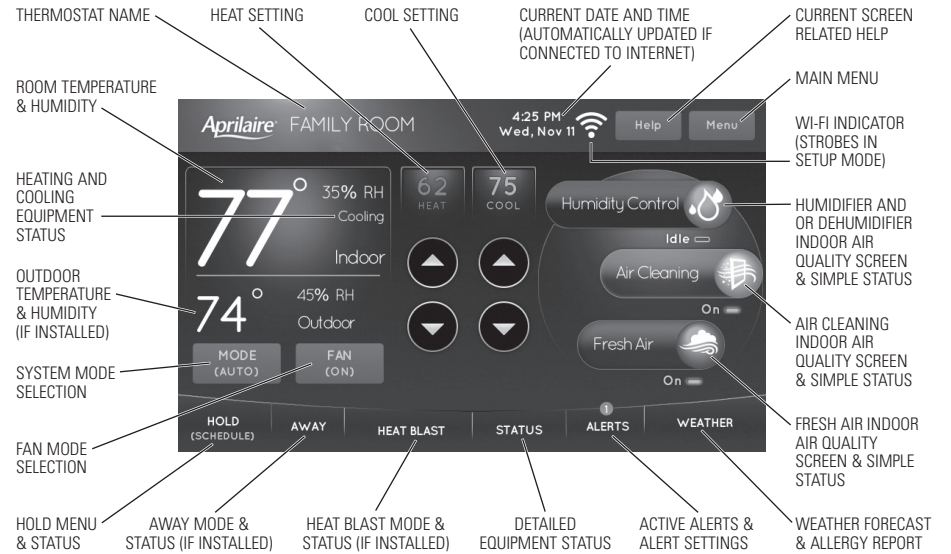 THERMOSTAT NAME
HEAT SETTING
COOL SETTING
CURRENT DATE AND TIME
(AUTOMATICALLY UPDATED IF
CONNECTED TO INTERNET)
CURRENT SCREEN
RELATED HELP
MAIN MENU
WI-FI INDICATOR
(STROBES IN
SETUP MODE)
ROOM TEMPERATURE
& HUMIDITY
HEATING AND
COOLING
EQUIPMENT
STATUS
OUTDOOR
TEMPERATURE
& HUMIDITY
(IF INSTALLED)
SYSTEM MODE
SELECTION
FAN MODE
SELECTION
HOLD MENU
& STATUS
Aprilaire FAMILY ROOM
4:25 PM
Wed, Nov 11
Help
Menu
77°
35% RH
Cooling
Indoor
74°
45% RH
Outdoor
MODE
(AUTO)
FAN
(ON)
62
HEAT
75
COOL
Humidity Control
Idle
Air Cleaning
On
Fresh Air
On
HOLD
(SCHEDULE)
AWAY
HEAT BLAST
STATUS
1
ALERTS
WEATHER
HUMIDIFIER AND
OR DEHUMIDIFIER
INDOOR AIR
QUALITY SCREEN
& SIMPLE STATUS
AIR CLEANING
INDOOR AIR
QUALITY SCREEN
& SIMPLE STATUS
FRESH AIR INDOOR
AIR QUALITY
SCREEN & SIMPLE
STATUS
AWAY MODE &
STATUS (IF INSTALLED)
HEAT BLAST MODE &
STATUS (IF INSTALLED)
DETAILED
EQUIPMENT STATUS
ACTIVE ALERTS &
ALERT SETTINGS
WEATHER FORECAST
& ALLERGY REPORT